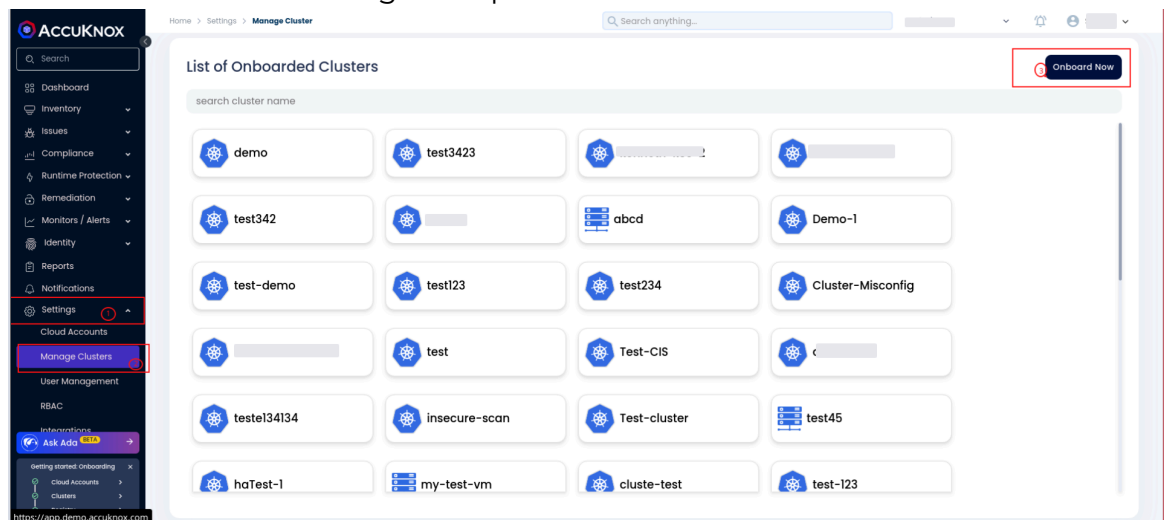 ACCUKNOX
Home > Settings > Manage Cluster
Search anything...
Search
List of Onboarded Clusters
3
Onboard Now
Dashboard
search cluster name
Inventory
Issues
Compliance
Runtime Protection
Remediation
Monitors / Alerts
Identity
Reports
Notifications
Settings
1
Cloud Accounts
Manage Clusters
User Management
RBAC
Integrations
Ask Ada BETA
Getting started: Onboarding x
Cloud Accounts >
Clusters >
https://app.demo.accuknox.com
demo
test3423
test342
abcd
Demo-1
test-demo
test123
test234
Cluster-Misconfig
test
Test-CIS
teste134134
insecure-scan
Test-cluster
test45
haTest-1
my-test-vm
cluste-test
test-123